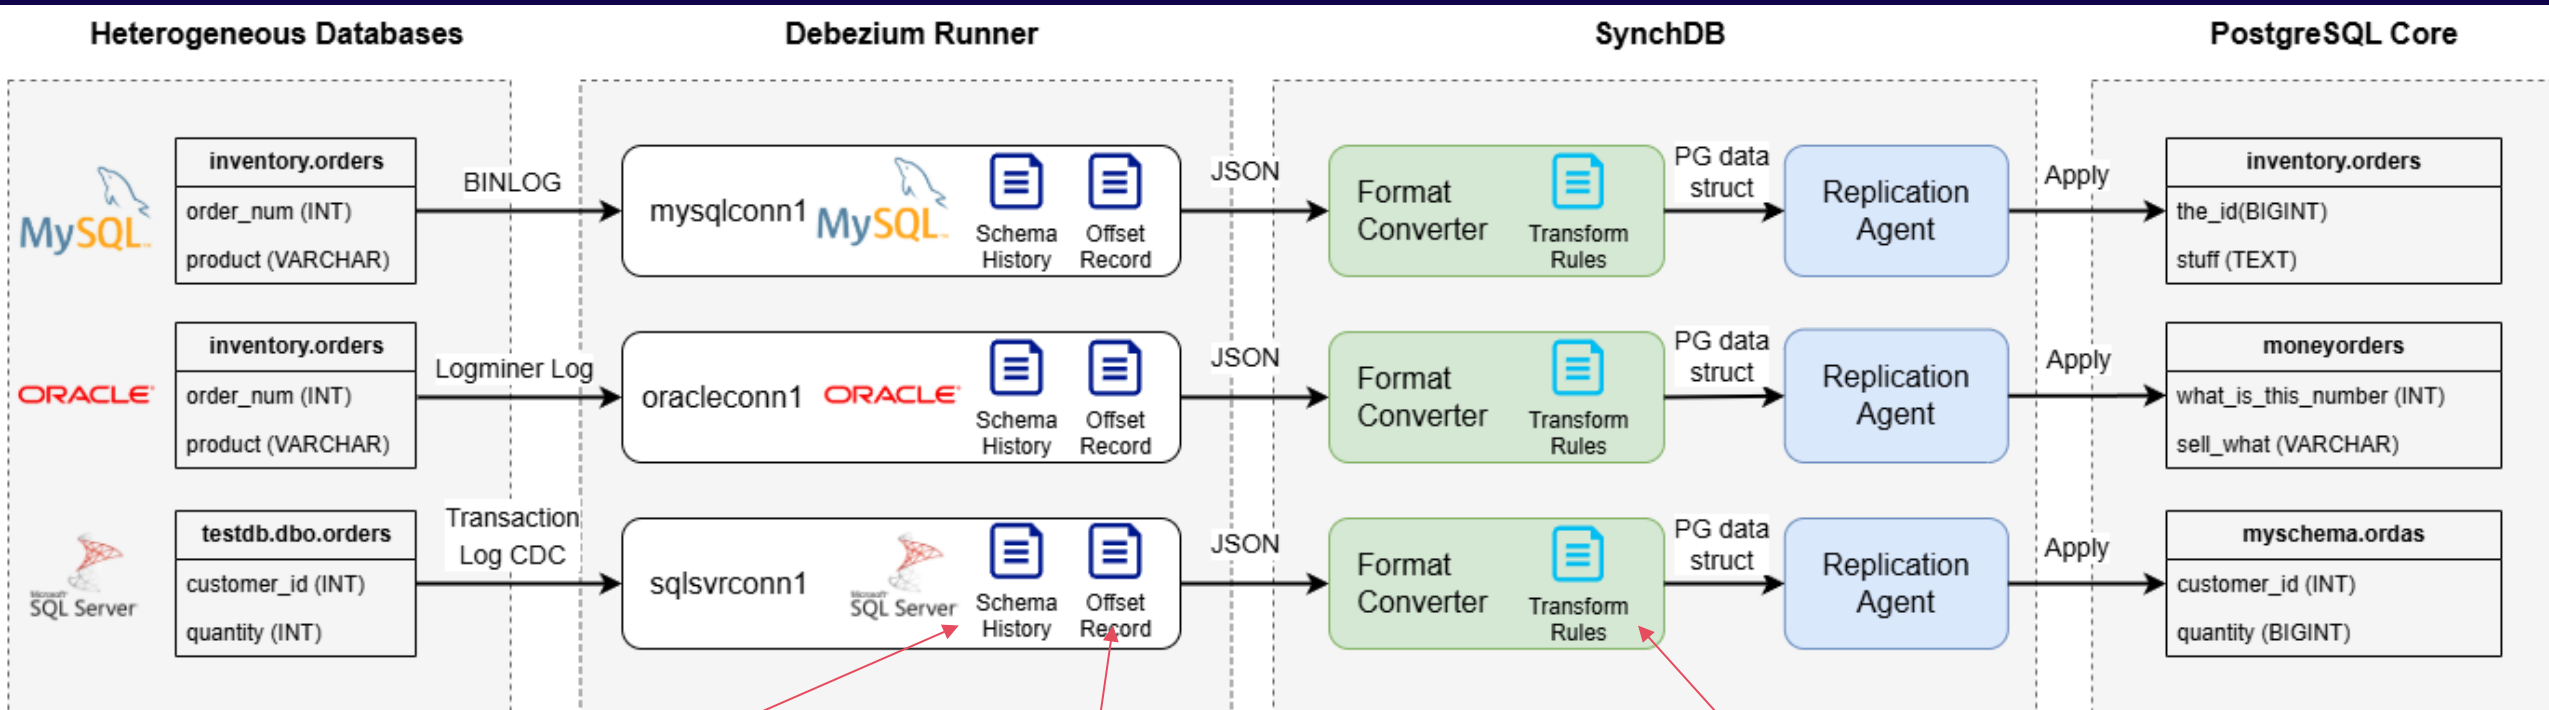 Heterogeneous Databases
Debezium Runner
SynchDB
PostgreSQL Core
MySQL
inventory.orders
order_num (INT)
product (VARCHAR)
BINLOG
mysqlconn1
MySQL
Schema
History
Offset
Record
JSON
Format
Converter
Transform
Rules
PG data
struct
Replication
Agent
Apply
inventory.orders
the_id(BIGINT)
stuff (TEXT)
ORACLE
inventory.orders
order_num (INT)
product (VARCHAR)
Logminer Log
oracleconn1
ORACLE
Schema
History
Offset
Record
JSON
Format
Converter
Transform
Rules
PG data
struct
Replication
Agent
Apply
moneyorders
what_is_this_number (INT)
sell_what (VARCHAR)
Microsoft
SQL Server
testdb.dbo.orders
customer_id (INT)
quantity (INT)
Transaction
Log CDC
sqlsvrconn1
Microsoft
SQL Server
Schema
History
Offset
Record
JSON
Format
Converter
Transform
Rules
PG data
struct
Replication
Agent
Apply
myschema.ordas
customer_id (INT)
quantity (BIGINT)